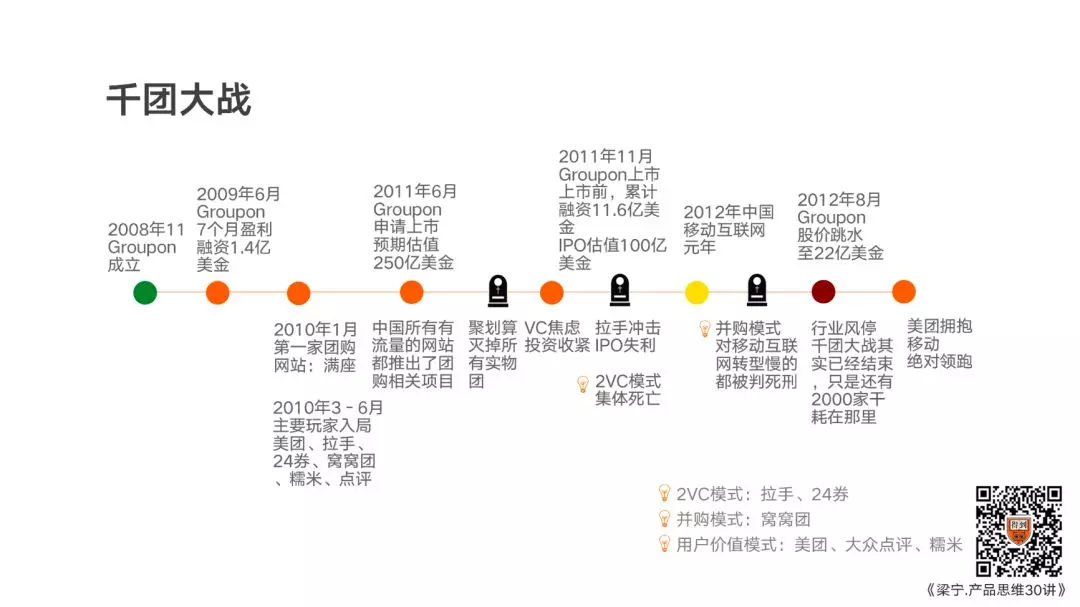 千团大战
2008年11
Groupon
成立
2009年6月
Groupon
7个月盈利
融资1.4亿
美金
2011年6月
Groupon
申请上市
预期估值
250亿美金
2011年11月
Groupon上市
上市前，累计
融资11.6亿美
金
IPO估值100亿
美金
2012年中国
移动互联网
元年
2012年8月
Groupon
股价跳水
至22亿美金
2010年1月
第一家团购
网站：满座
2010年3－6月
主要玩家入局
美团、拉手、
24券、窝窝团
、糯米、点评
中国所有有
流量的网站
都推出了团
购相关项目
聚划算
灭掉所
有实物
团
VC焦虑
投资收紧
拉手冲击
IPO失利
2VC模式
集体死亡
并购模式
对移动互联
网转型慢的
都被判死刑
行业风停
千团大战其
实已经结束
，只是还有
2000家干
耗在那里
美团拥抱
移动
绝对领跑
2VC模式：拉手、24券
并购模式：窝窝团
用户价值模式：美团、大众点评、糯米
得到
《梁宁.产品思维30讲》